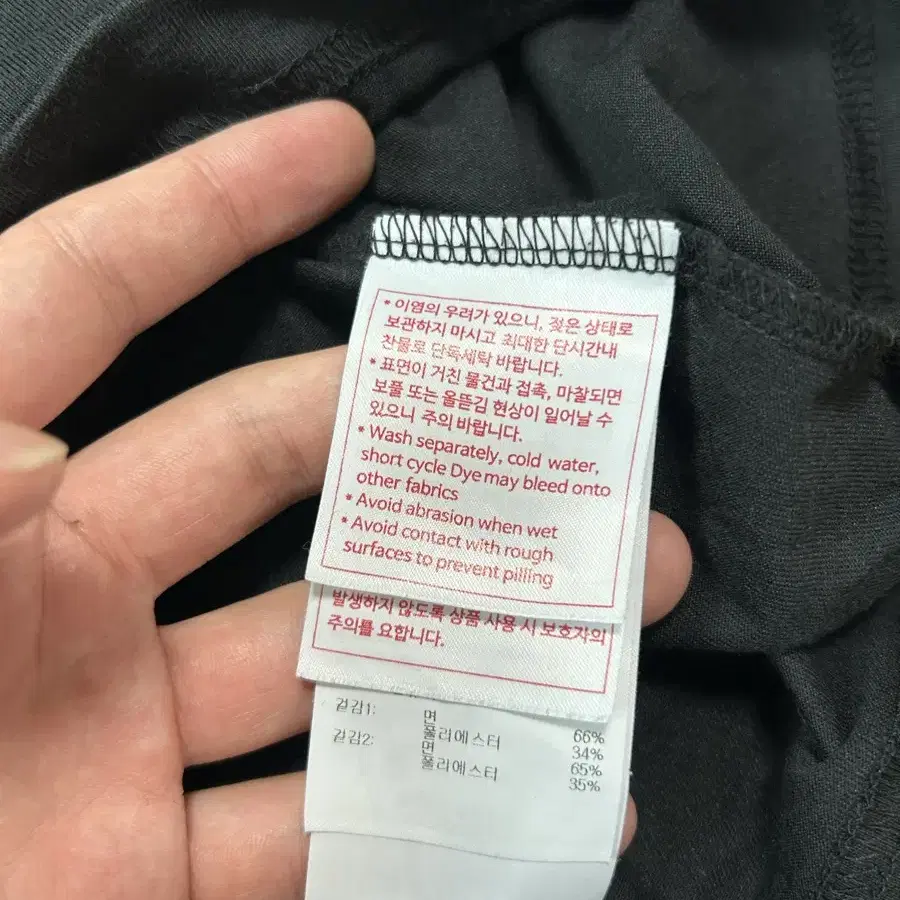 * 이염의 우려가 있으니, 젖은 상태로
보관하지 마시고 최대한 단시간내
찬물로 단독세탁 바랍니다.
* 표면이 거친 물건과 접촉, 마찰되면
보풀 또는 올뜯김 현상이 일어날 수
있으니 주의 바랍니다.
* Wash separately, cold water,
short cycle Dye may bleed onto
other fabrics
* Avoid abrasion when wet
* Avoid contact with rough
surfaces to prevent pilling
발생하지 않도록 상품 사용 시 보호자의
주의를 요합니다.
겉감1: 면 66%
폴리에스터 34%
겉감2: 면 65%
폴리에스터 35%